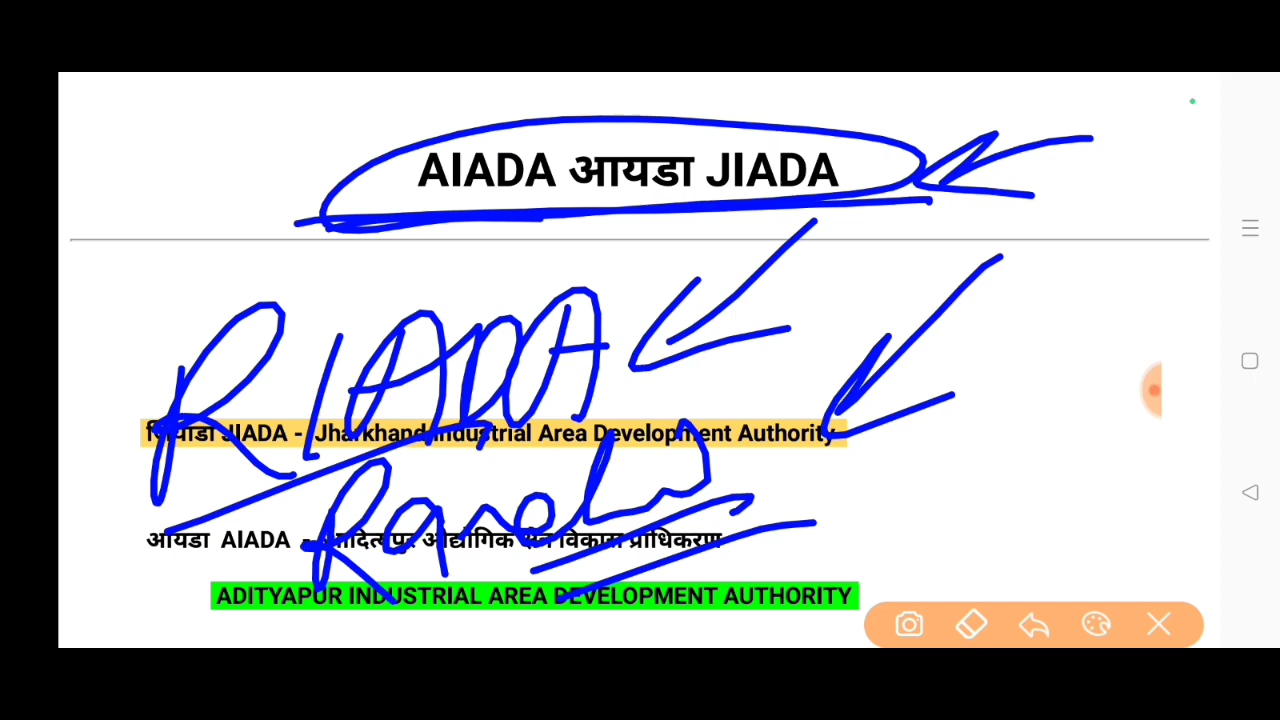 AIADA आयडा JIADA
RIADA
जियाडा JIADA - Jharkhand Industrial Area Development Authority
Ranchi
आयडा AIADA - आदित्यपुर औद्योगिक क्षेत्र विकास प्राधिकरण
ADITYAPUR INDUSTRIAL AREA DEVELOPMENT AUTHORITY